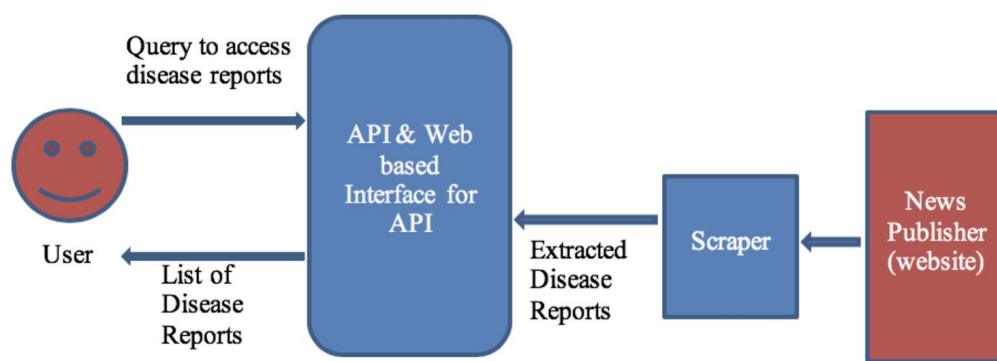 Query to access
disease reports
User
List of
Disease
Reports
API & Web
based
Interface for
API
Extracted
Disease
Reports
Scraper
News
Publisher
(website)